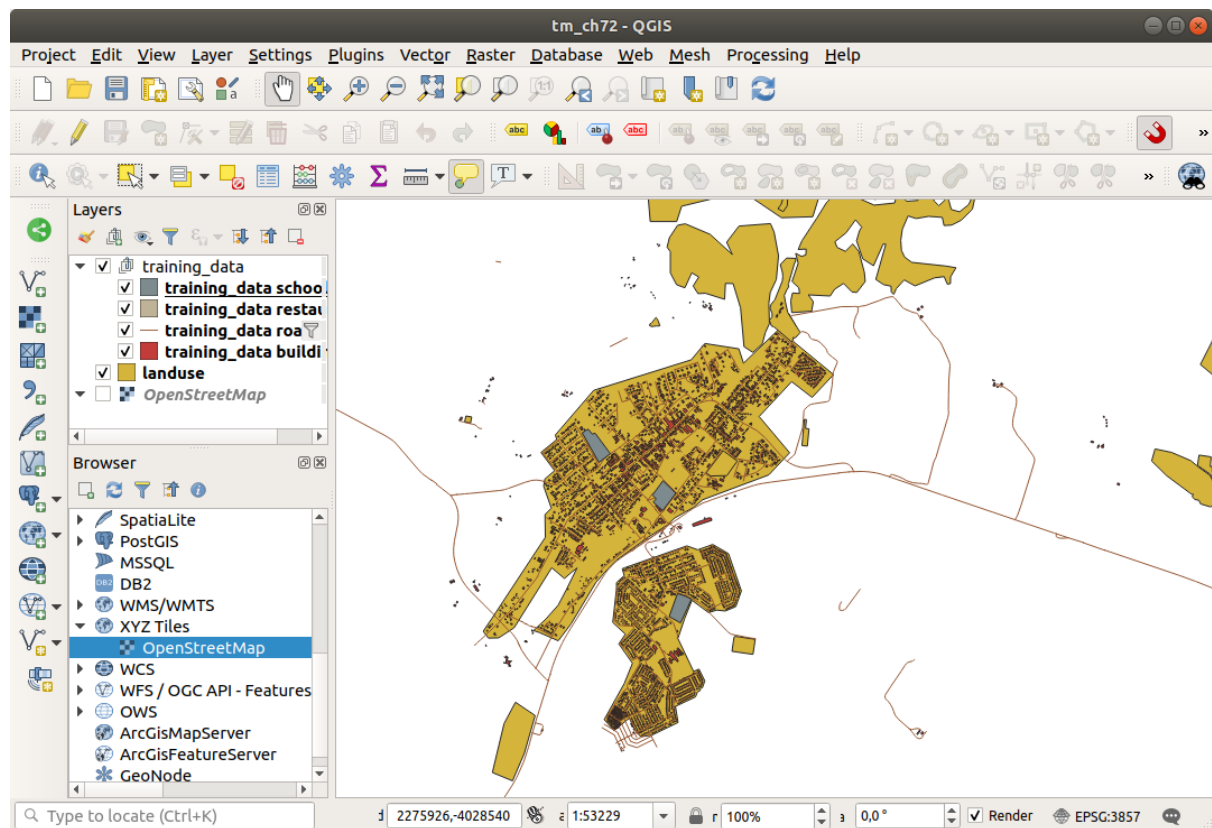 tm_ch72 - QGIS
Project Edit View Layer Settings Plugins Vector Raster Database Web Mesh Processing Help
Layers
training_data
training_data schoo
training_data restau
training_data roa
training_data buildi
landuse
OpenStreetMap
Browser
SpatiaLite
PostGIS
MSSQL
DB2
WMS/WMTS
XYZ Tiles
OpenStreetMap
WCS
WFS / OGC API - Features
OWS
ArcGisMapServer
ArcGisFeatureServer
GeoNode
Type to locate (Ctrl+K) 2275926,-4028540 1:53229 r 100% 0,0° Render EPSG:3857